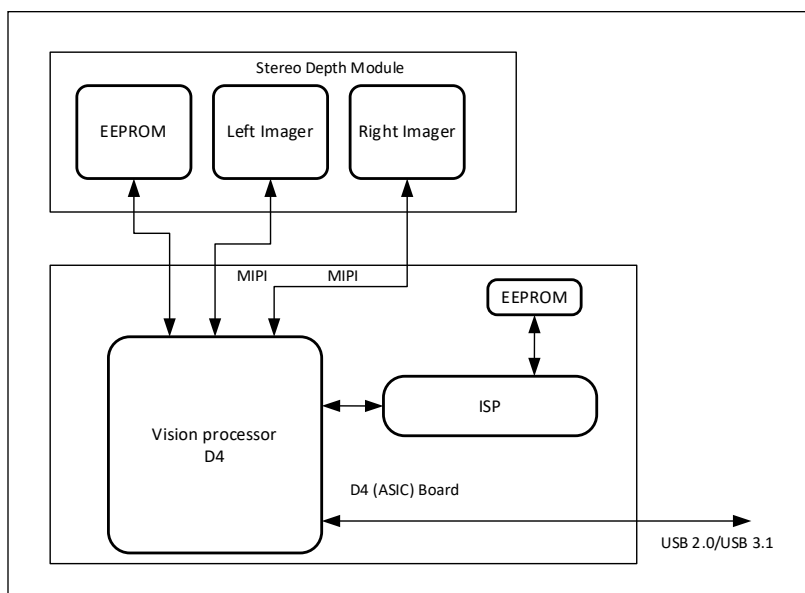 Stereo Depth Module
EEPROM
Left Imager
Right Imager
MIPI
MIPI
EEPROM
ISP
Vision processor
D4
D4 (ASIC) Board
USB 2.0/USB 3.1